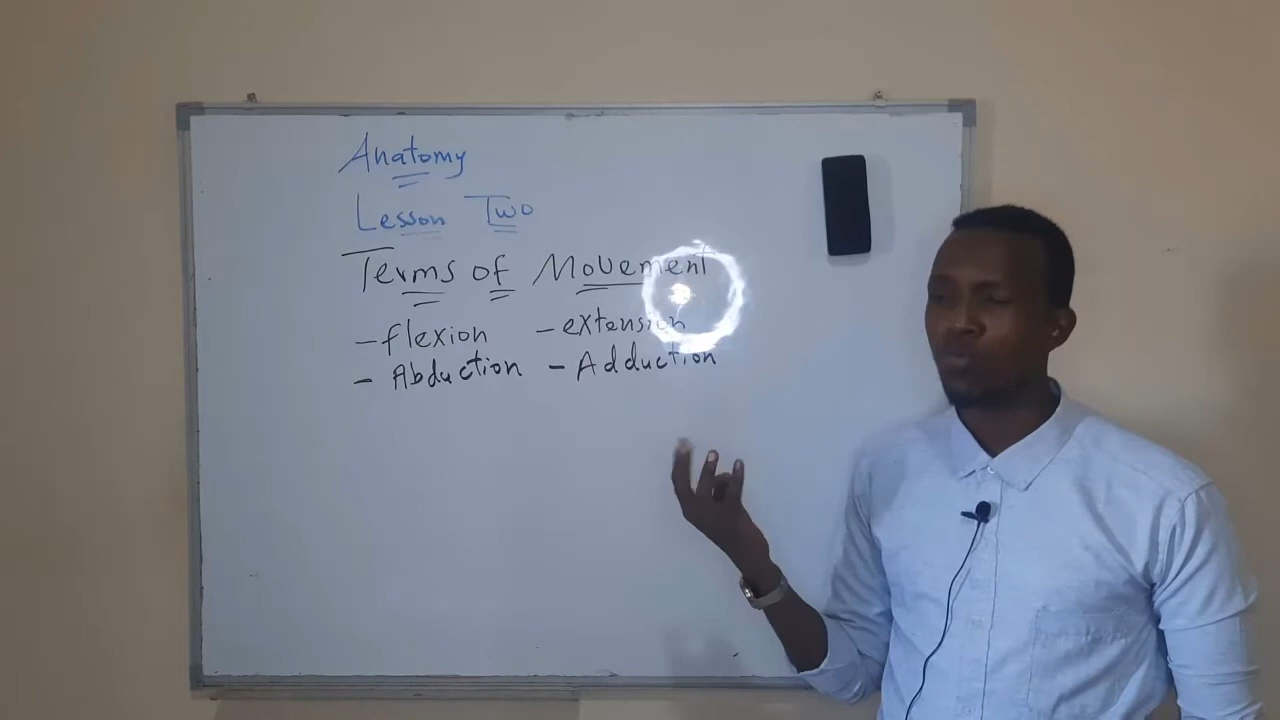 Anatomy
Lesson Two
Terms of Movement
- flexion - extension
- Abduction - Adduction